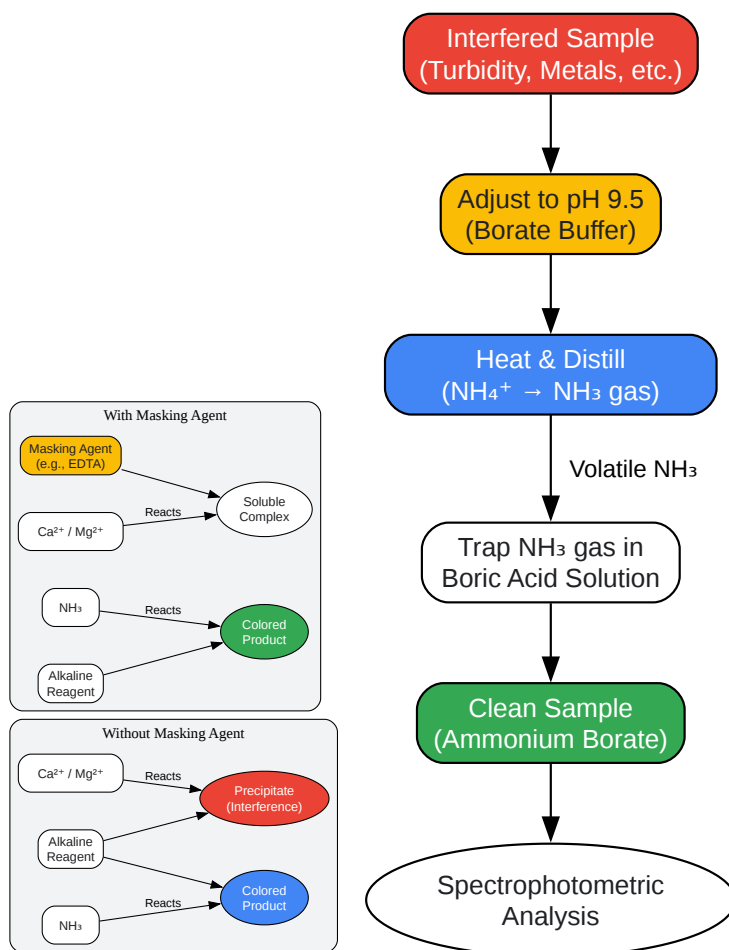 Interfered Sample
(Turbidity, Metals, etc.)
Adjust to pH 9.5
(Borate Buffer)
Heat & Distill
(NH₄⁺ → NH₃ gas)
Volatile NH₃
Trap NH₃ gas in
Boric Acid Solution
Clean Sample
(Ammonium Borate)
Spectrophotometric
Analysis
With Masking Agent
Masking Agent
(e.g., EDTA)
Ca²⁺ / Mg²⁺
Reacts
Soluble
Complex
NH₃
Reacts
Colored
Product
Alkaline
Reagent
Without Masking Agent
Ca²⁺ / Mg²⁺
Reacts
Precipitate
(Interference)
Alkaline
Reagent
Colored
Product
NH₃
Reacts